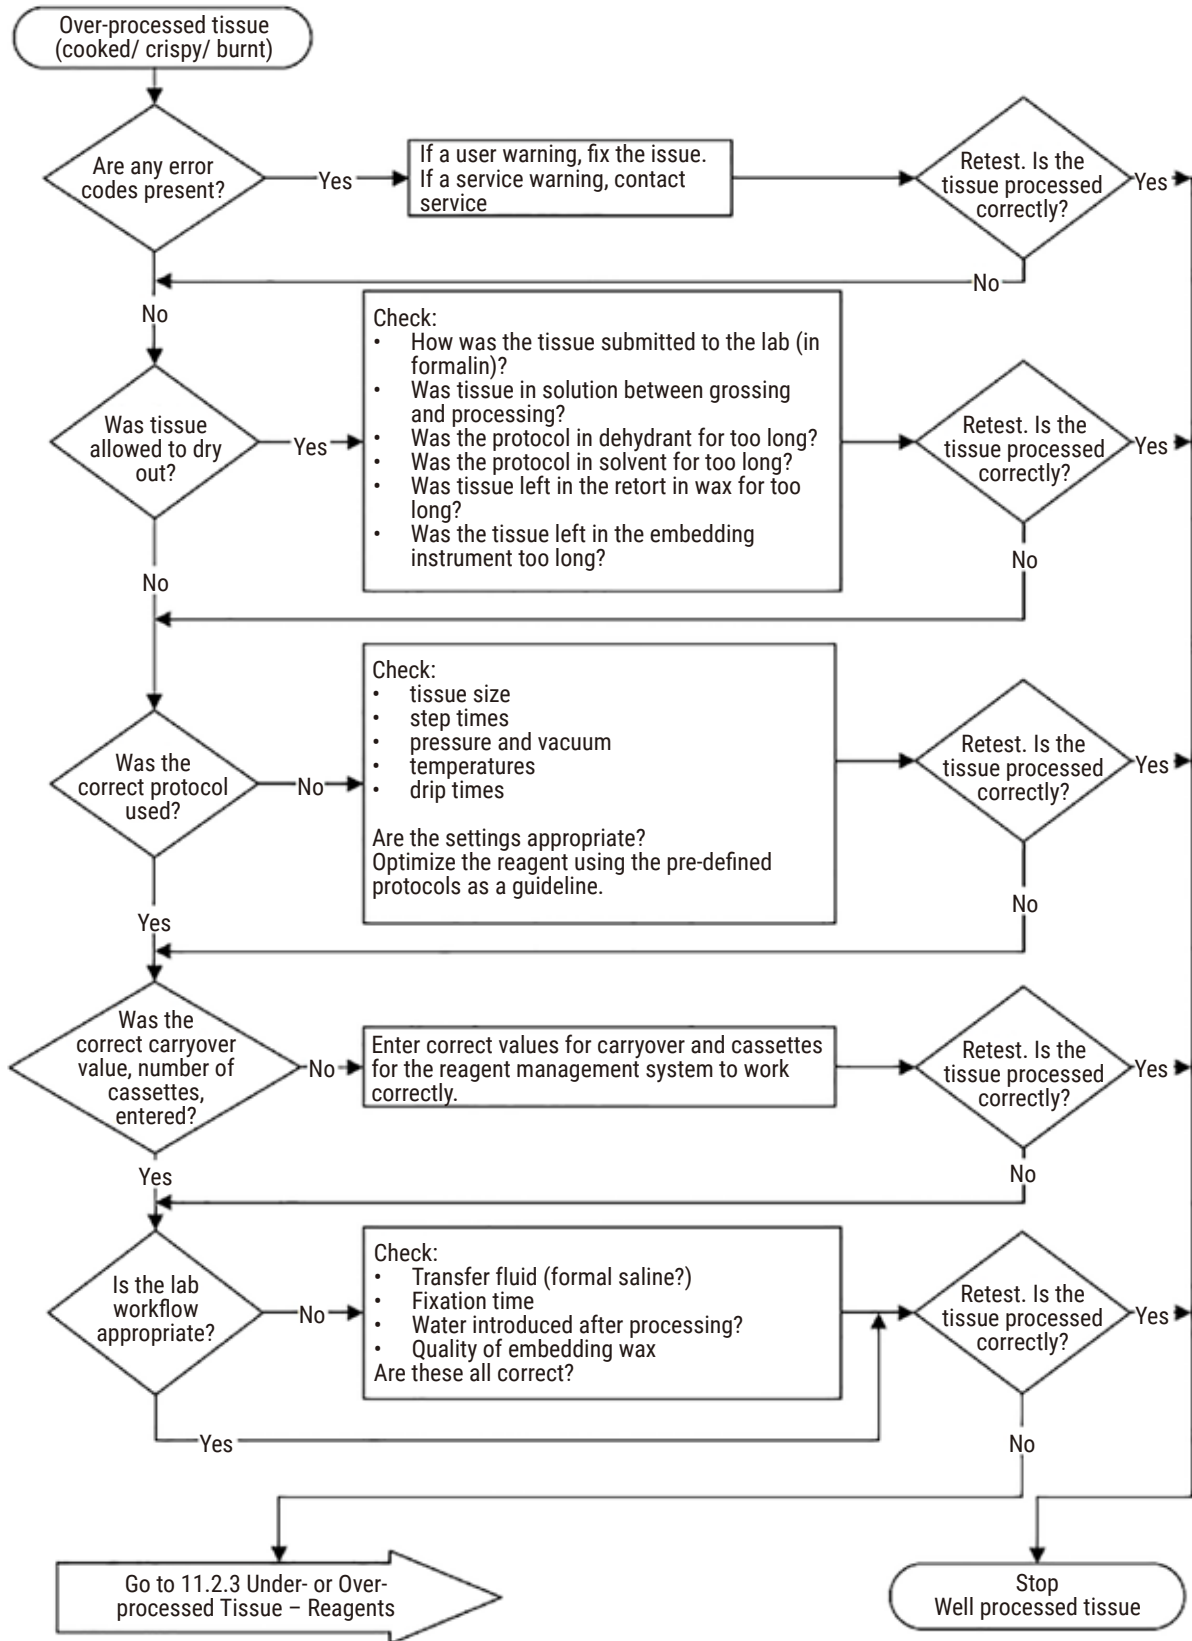 Over-processed tissue
(cooked/ crispy/ burnt)
Are any error
codes present?
Yes
If a user warning, fix the issue.
If a service warning, contact
service
Retest. Is the
tissue processed
correctly?
Yes
No
No
Was tissue
allowed to dry
out?
Yes
Check:
• How was the tissue submitted to the lab (in
formalin)?
• Was tissue in solution between grossing
and processing?
• Was the protocol in dehydrant for too long?
• Was the protocol in solvent for too long?
• Was tissue left in the retort in wax for too
long?
• Was the tissue left in the embedding
instrument too long?
Retest. Is the
tissue processed
correctly?
Yes
No
No
Was the
correct protocol
used?
No
Check:
• tissue size
• step times
• pressure and vacuum
• temperatures
• drip times
Are the settings appropriate?
Optimize the reagent using the pre-defined
protocols as a guideline.
Retest. Is the
tissue processed
correctly?
Yes
No
Yes
Was the
correct carryover
value, number of
cassettes,
entered?
No
Enter correct values for carryover and cassettes
for the reagent management system to work
correctly.
Retest. Is the
tissue processed
correctly?
Yes
No
Yes
Is the lab
workflow
appropriate?
No
Check:
• Transfer fluid (formal saline?)
• Fixation time
• Water introduced after processing?
• Quality of embedding wax
Are these all correct?
Retest. Is the
tissue processed
correctly?
Yes
Yes
No
Go to 11.2.3 Under- or Over-
processed Tissue – Reagents
Stop
Well processed tissue